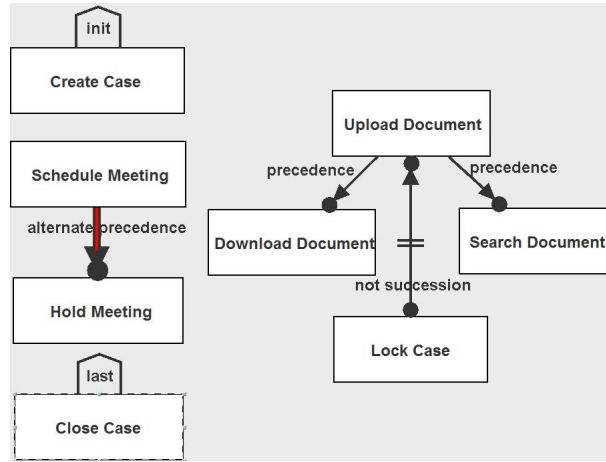 init
Create Case
Schedule Meeting
alternate precedence
Hold Meeting
last
Close Case
Upload Document
precedence
precedence
Download Document
Search Document
not succession
Lock Case